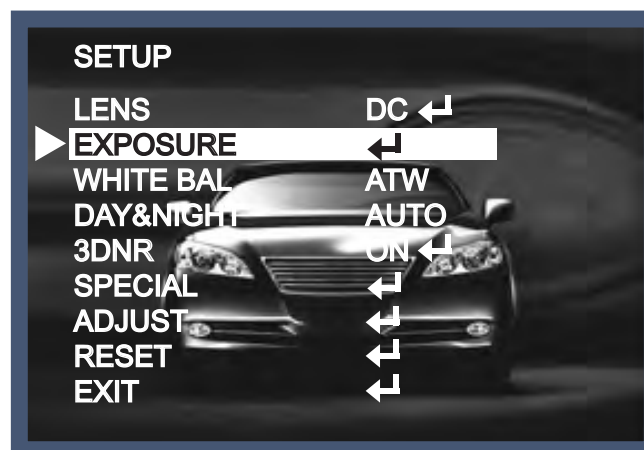 SETUP
LENS DC ↵
EXPOSURE ↵
WHITE BAL ATW
DAY&NIGHT AUTO
3DNR ON ↵
SPECIAL ↵
ADJUST ↵
RESET ↵
EXIT ↵